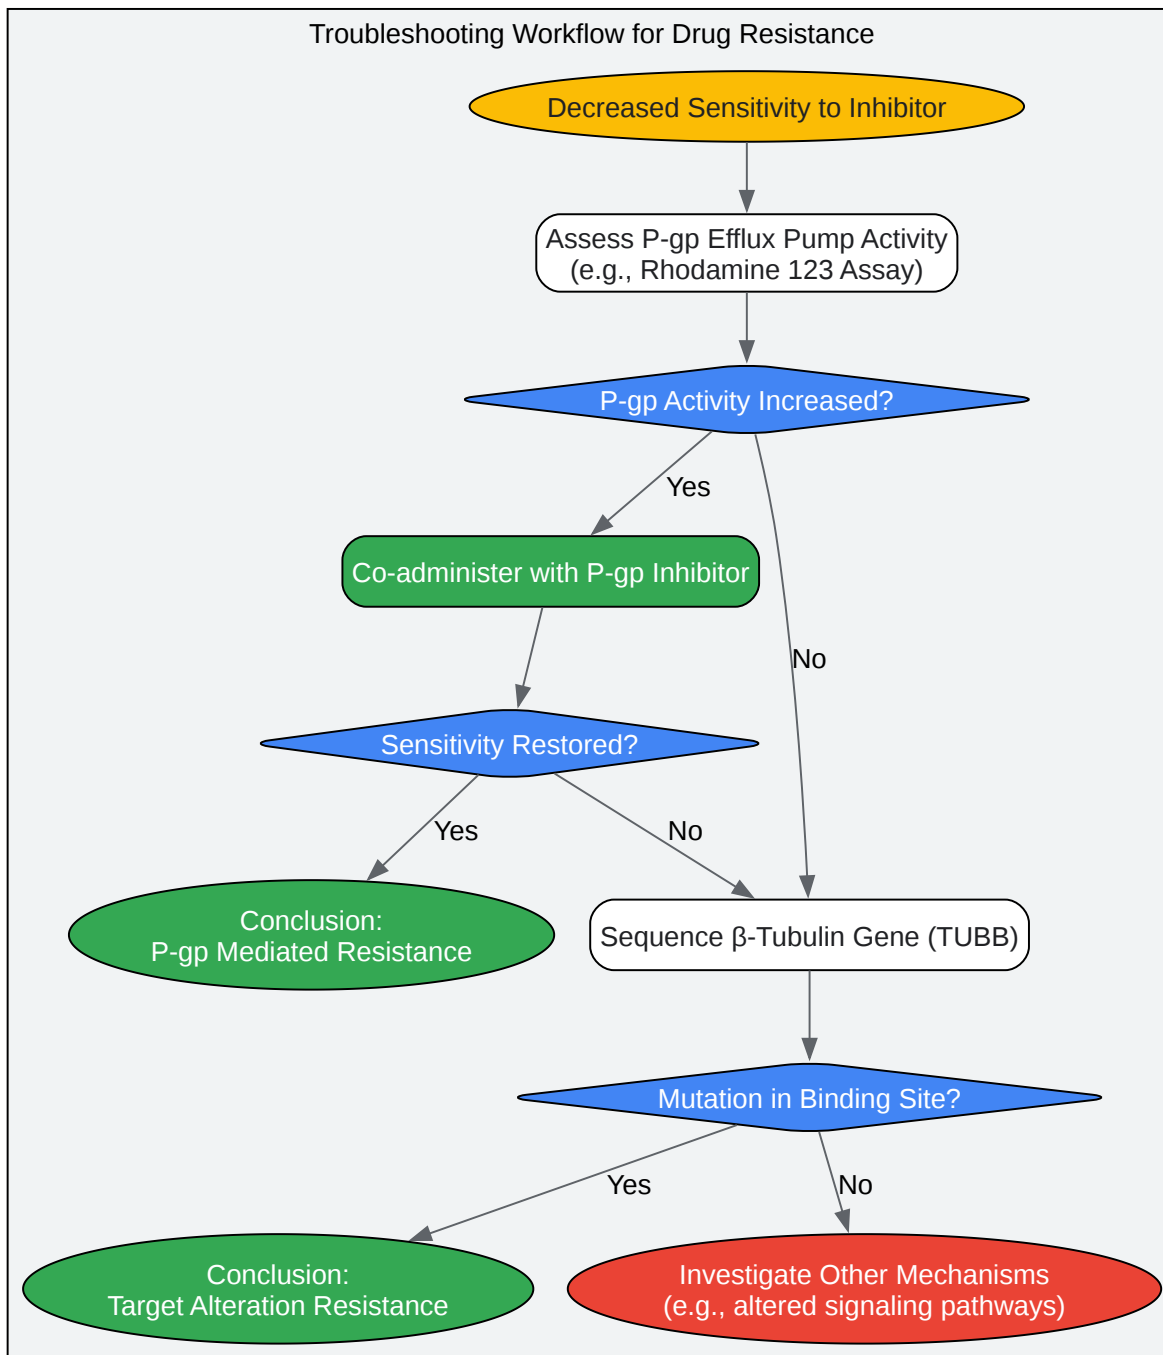 Troubleshooting Workflow for Drug Resistance
Decreased Sensitivity to Inhibitor
Assess P-gp Efflux Pump Activity
(e.g., Rhodamine 123 Assay)
P-gp Activity Increased?
Yes
Co-administer with P-gp Inhibitor
No
Sensitivity Restored?
Yes
No
Conclusion:
P-gp Mediated Resistance
Sequence β-Tubulin Gene (TUBB)
Mutation in Binding Site?
Yes
No
Conclusion:
Target Alteration Resistance
Investigate Other Mechanisms
(e.g., altered signaling pathways)